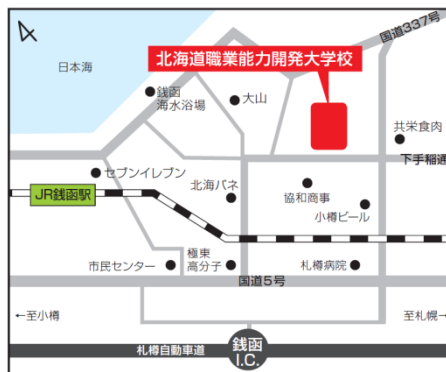 国道337号
北海道職業能力開発大学校
日本海
銭函
海水浴場
大山
共栄食肉
下手稲通
セブンイレブン
JR銭函駅
北海バネ
協和商事
小樽ビール
市民センター
極東
高分子
札樽病院
国道5号
←至小樽
至札幌→
札樽自動車道
銭函
I.C.